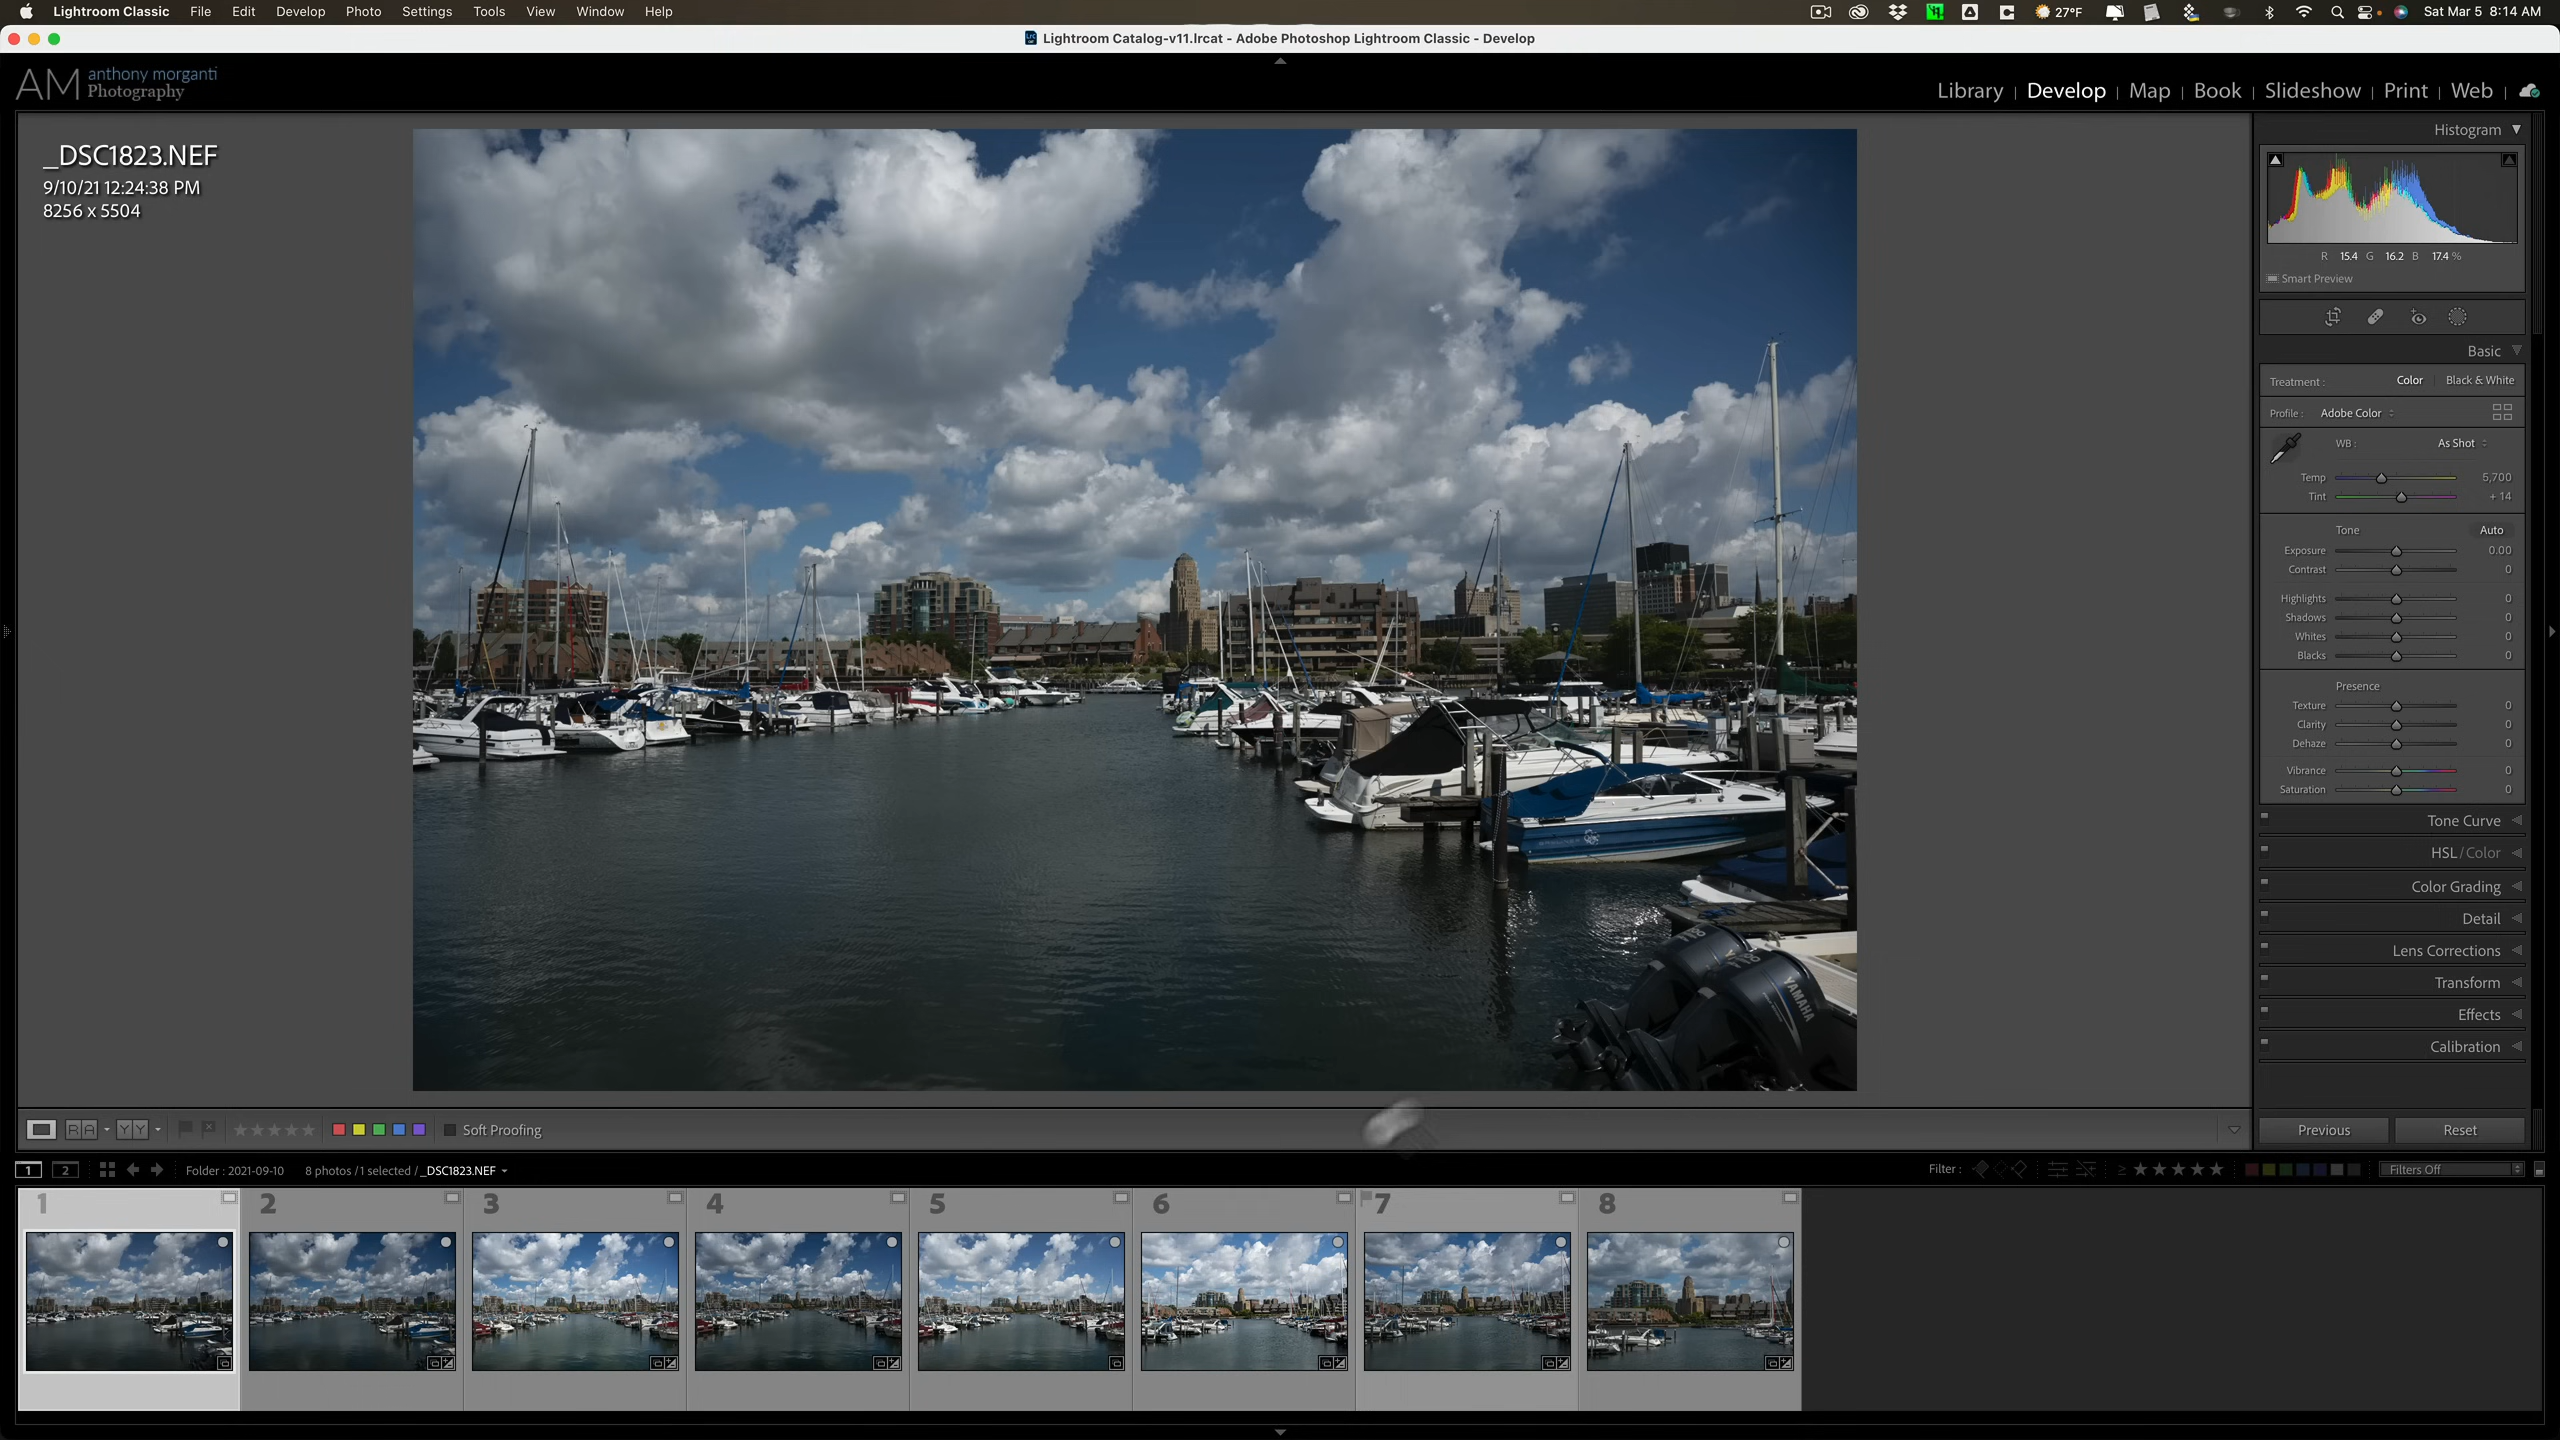 Lightroom Classic File Edit Develop Photo Settings Tools View Window Help
27°F Sat Mar 5 8:14 AM
Lightroom Catalog-v11.lrcat - Adobe Photoshop Lightroom Classic - Develop
AM anthony morganti
Photography
Library | Develop | Map | Book | Slideshow | Print | Web
_DSC1823.NEF
9/10/21 12:24:38 PM
8256 x 5504
Histogram
R 15.4 G 16.2 B 17.4 %
Smart Preview
Basic
Treatment : Color | Black & White
Profile : Adobe Color
WB : As Shot
Temp 5,700
Tint + 14
Tone Auto
Exposure 0.00
Contrast 0
Highlights 0
Shadows 0
Whites 0
Blacks 0
Presence
Texture 0
Clarity 0
Dehaze 0
Vibrance 0
Saturation 0
Tone Curve
HSL / Color
Color Grading
Detail
Lens Corrections
Transform
Effects
Calibration
YAMAHA
R A Y Y Soft Proofing
Previous Reset
1 2 Folder : 2021-09-10 8 photos / 1 selected / _DSC1823.NEF
Filter : ≥ Filters Off
1 2 3 4 5 6 7 8